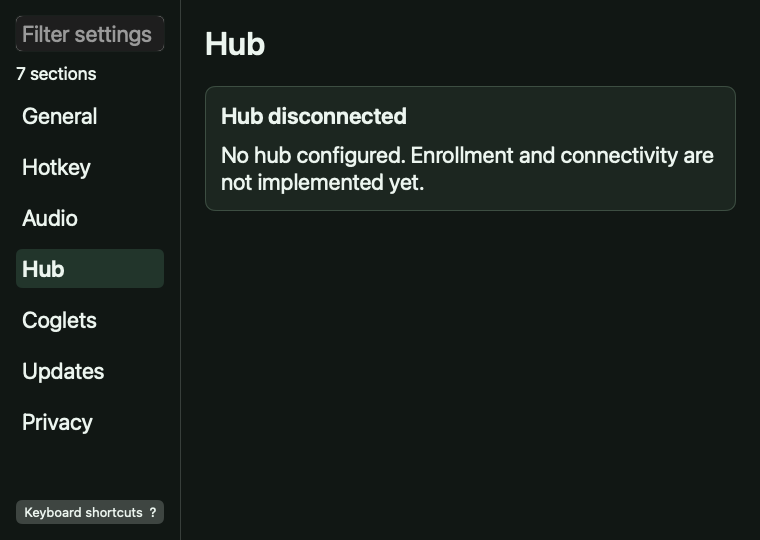 Filter settings
7 sections
General
Hotkey
Audio
Hub
Coglets
Updates
Privacy
Keyboard shortcuts ?
Hub
Hub disconnected
No hub configured. Enrollment and connectivity are
not implemented yet.